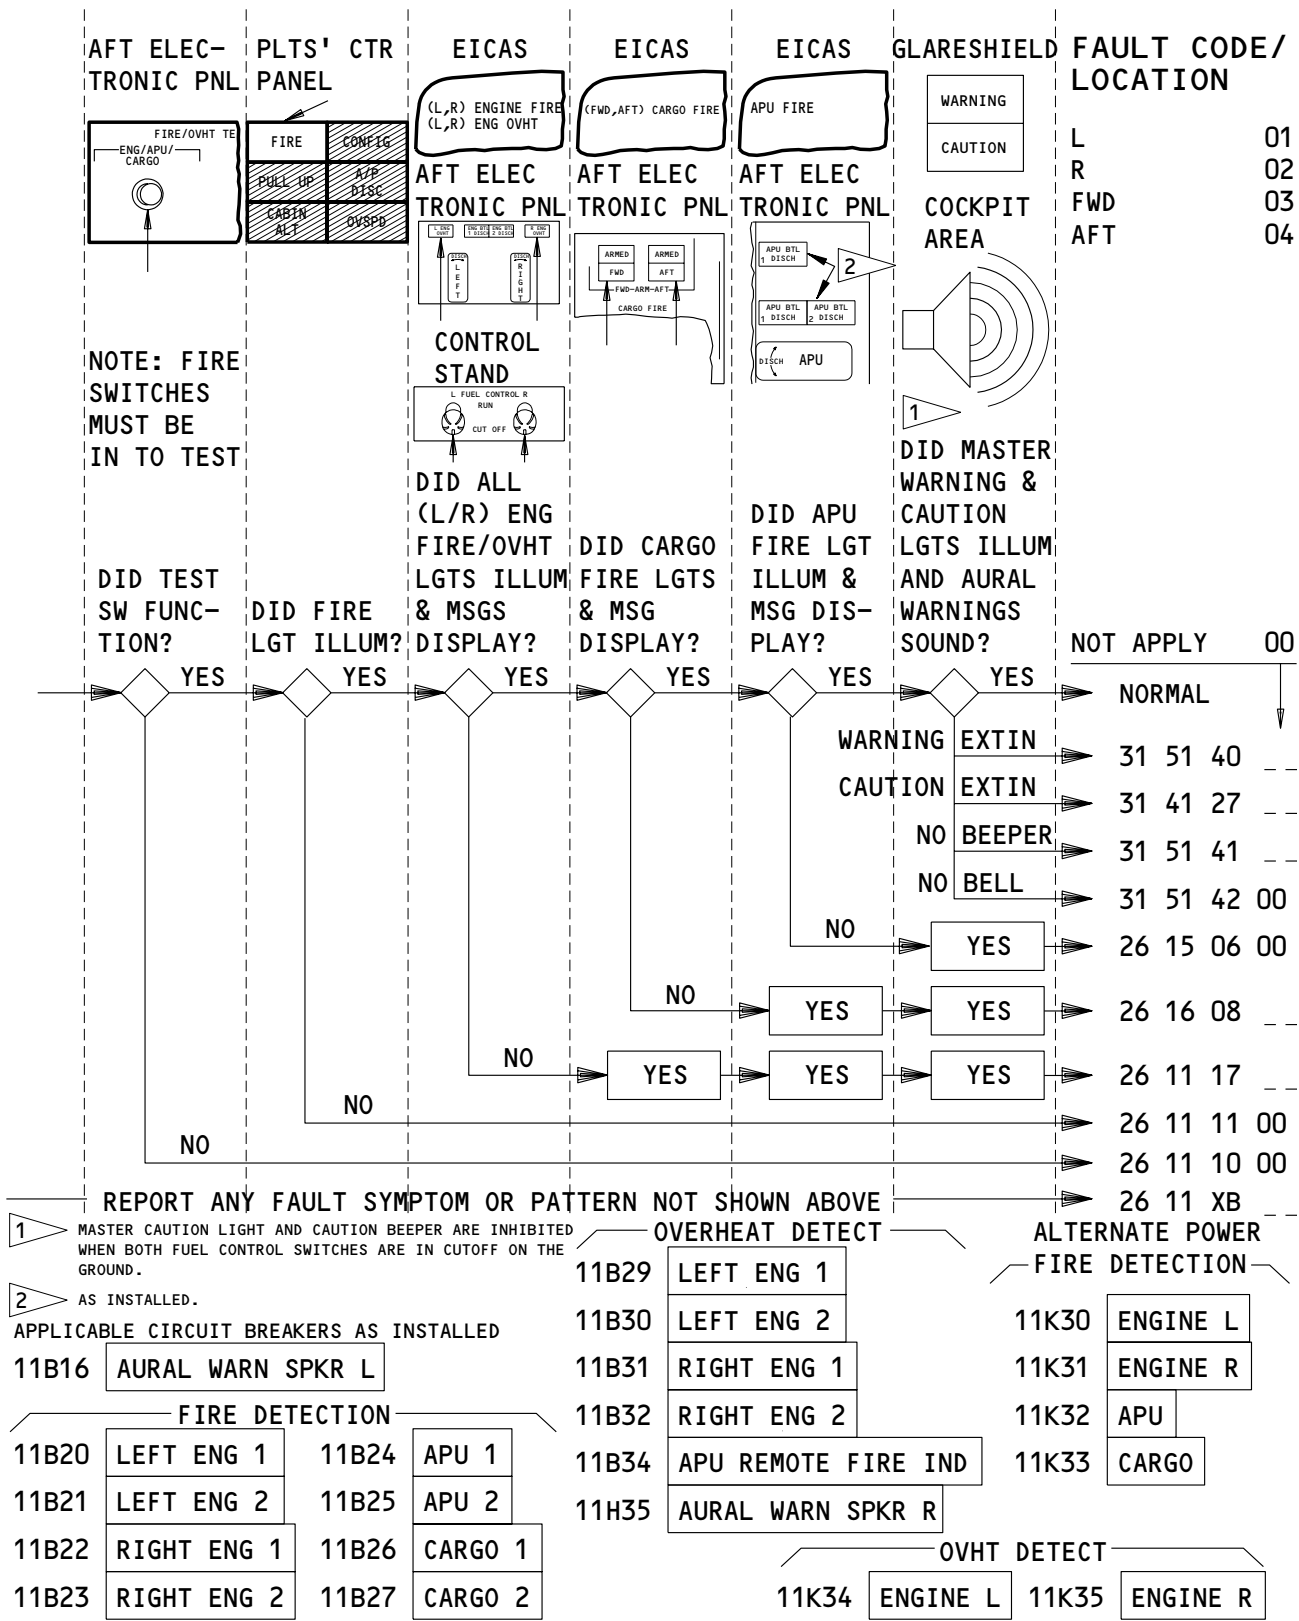 AFT ELEC-
TRONIC PNL
FIRE/OVHT TE
ENG/APU/
CARGO
NOTE: FIRE
SWITCHES
MUST BE
IN TO TEST
DID TEST
SW FUNC-
TION?
PLTS' CTR
PANEL
FIRE
CONFIG
PULL UP
A/P
DISC
CABIN
ALT
OVSPD
DID FIRE
LGT ILLUM?
EICAS
(L,R) ENGINE FIRE
(L,R) ENG OVHT
AFT ELEC
TRONIC PNL
L ENG
OVHT
ENG BTL
1 DISCH
ENG BTL
2 DISCH
R ENG
OVHT
DISCH
LEFT
DISCH
RIGHT
CONTROL
STAND
L FUEL CONTROL R
RUN
CUT OFF
DID ALL
(L/R) ENG
FIRE/OVHT
LGTS ILLUM
& MSGS
DISPLAY?
EICAS
(FWD,AFT) CARGO FIRE
AFT ELEC
TRONIC PNL
ARMED
FWD
ARMED
AFT
FWD-ARM-AFT
CARGO FIRE
DID CARGO
FIRE LGTS
& MSG
DISPLAY?
EICAS
APU FIRE
AFT ELEC
TRONIC PNL
APU BTL
1 DISCH
2
APU BTL
1 DISCH
APU BTL
2 DISCH
DISCH
APU
DID APU
FIRE LGT
ILLUM &
MSG DIS-
PLAY?
GLARESHIELD
WARNING
CAUTION
COCKPIT
AREA
1
DID MASTER
WARNING &
CAUTION
LGTS ILLUM
AND AURAL
WARNINGS
SOUND?
FAULT CODE/
LOCATION
L 01
R 02
FWD 03
AFT 04
NOT APPLY 00
YES YES YES YES YES YES
NORMAL
WARNING EXTIN 31 51 40 _ _
CAUTION EXTIN 31 41 27 _ _
NO BEEPER 31 51 41 _ _
NO BELL 31 51 42 00
NO YES 26 15 06 00
NO YES YES 26 16 08 _ _
NO YES YES YES 26 11 17 _ _
NO 26 11 11 00
NO 26 11 10 00
REPORT ANY FAULT SYMPTOM OR PATTERN NOT SHOWN ABOVE 26 11 XB _ _
1 MASTER CAUTION LIGHT AND CAUTION BEEPER ARE INHIBITED
WHEN BOTH FUEL CONTROL SWITCHES ARE IN CUTOFF ON THE
GROUND.
2 AS INSTALLED.
APPLICABLE CIRCUIT BREAKERS AS INSTALLED
11B16 AURAL WARN SPKR L
FIRE DETECTION
11B20 LEFT ENG 1
11B21 LEFT ENG 2
11B22 RIGHT ENG 1
11B23 RIGHT ENG 2
11B24 APU 1
11B25 APU 2
11B26 CARGO 1
11B27 CARGO 2
OVERHEAT DETECT
11B29 LEFT ENG 1
11B30 LEFT ENG 2
11B31 RIGHT ENG 1
11B32 RIGHT ENG 2
11B34 APU REMOTE FIRE IND
11H35 AURAL WARN SPKR R
ALTERNATE POWER
FIRE DETECTION
11K30 ENGINE L
11K31 ENGINE R
11K32 APU
11K33 CARGO
OVHT DETECT
11K34 ENGINE L 11K35 ENGINE R